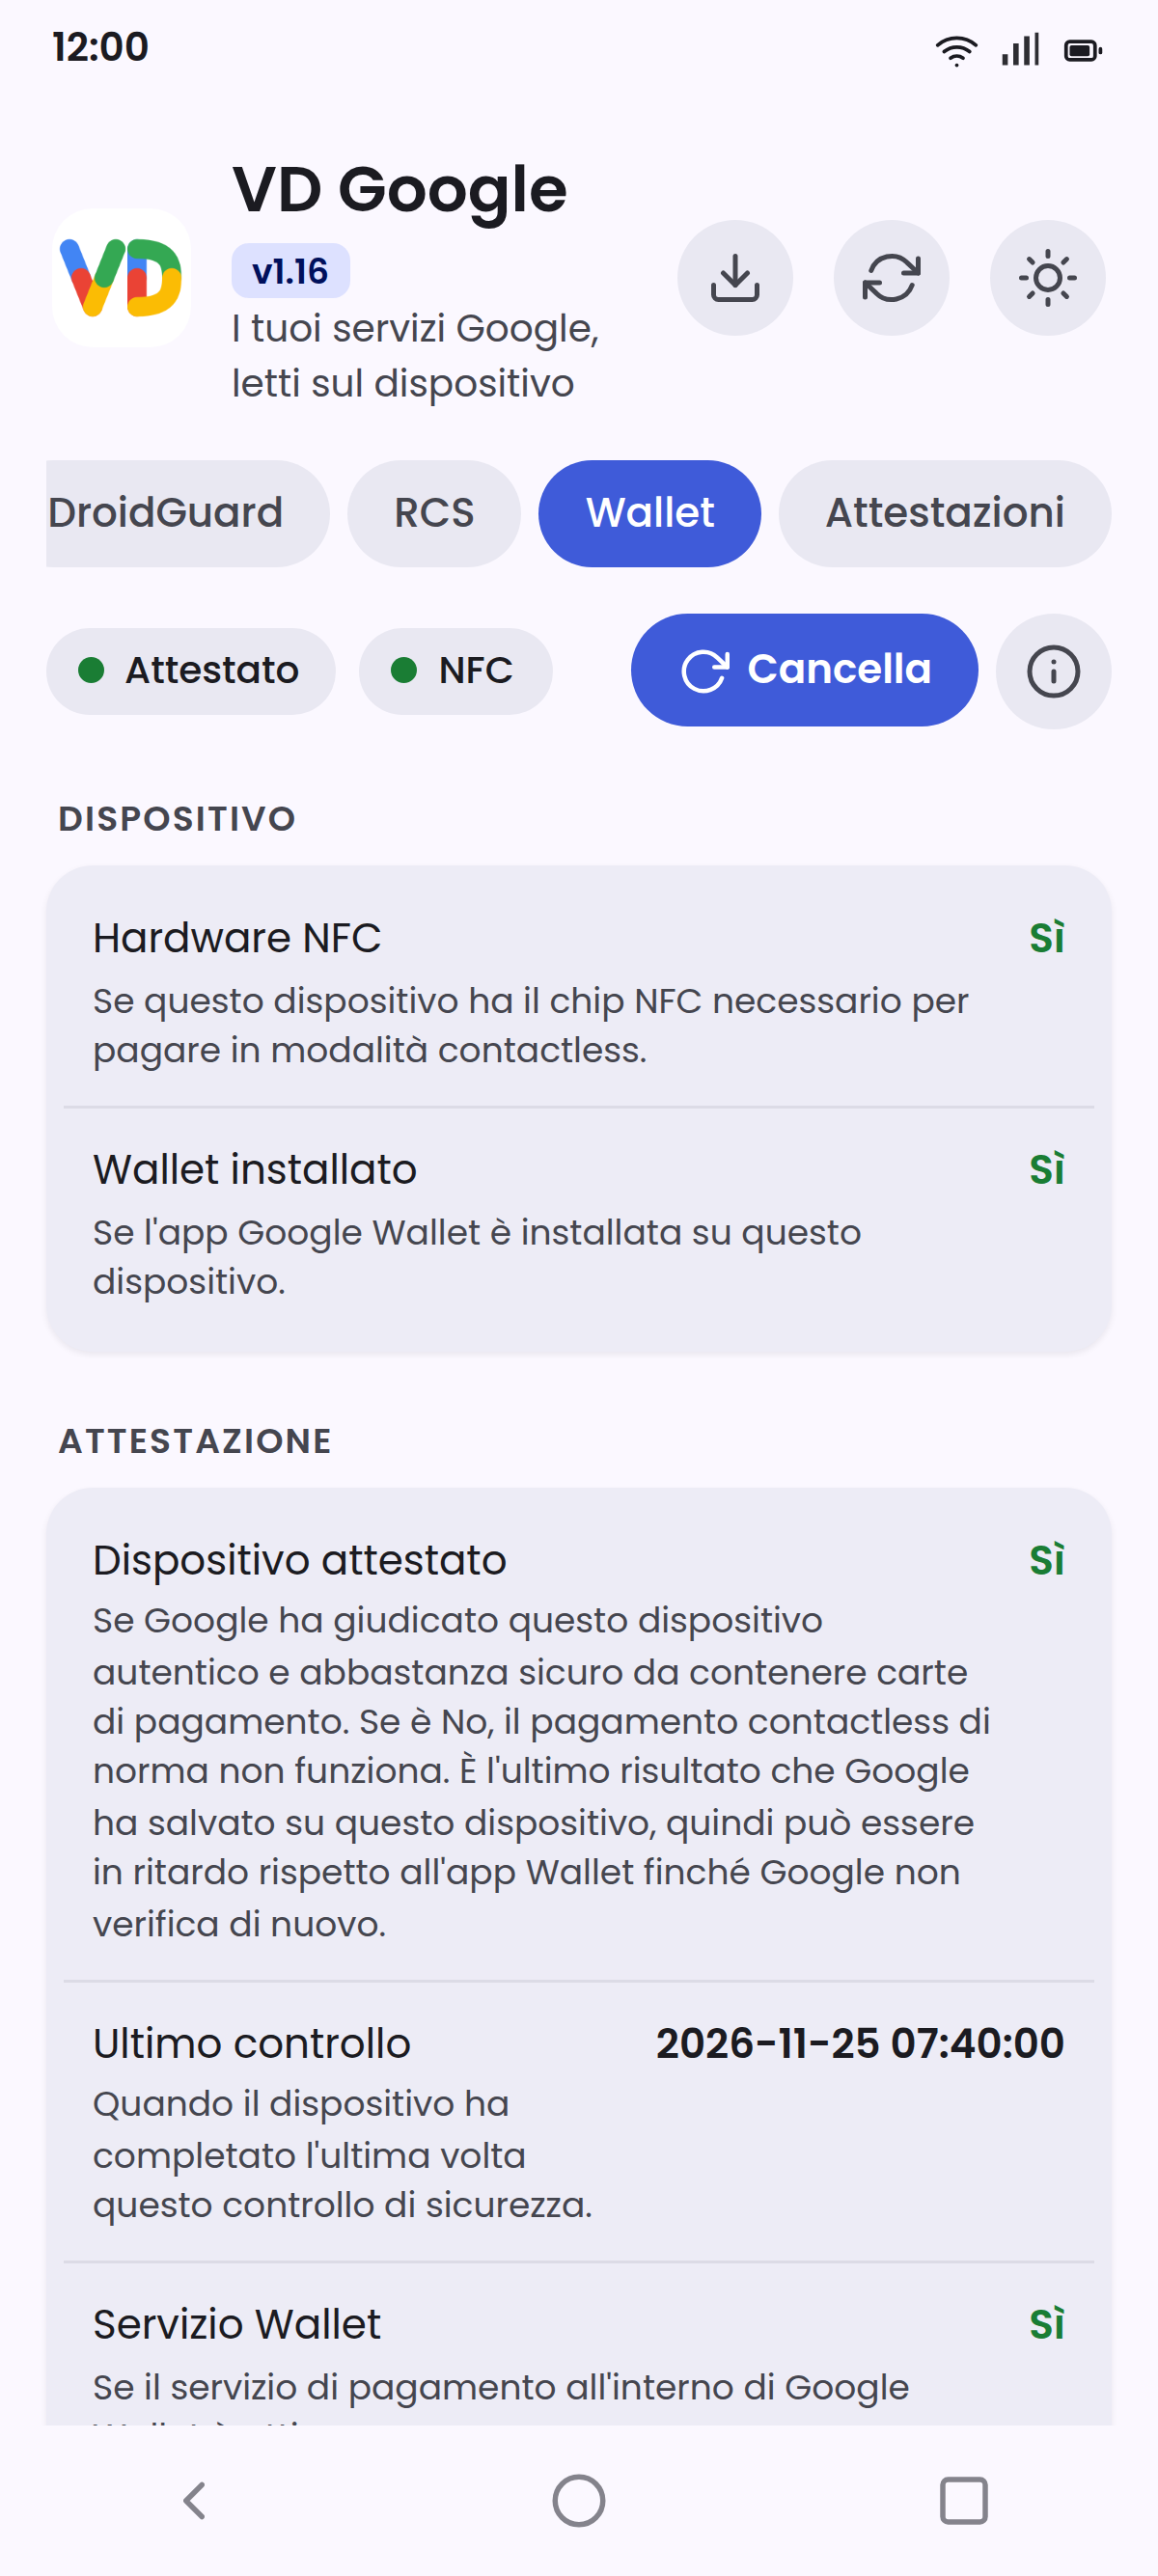 12:00
VD
VD Google
v1.16
I tuoi servizi Google,
letti sul dispositivo
DroidGuard
RCS
Wallet
Attestazioni
Attestato
NFC
Cancella
DISPOSITIVO
Hardware NFC
Sì
Se questo dispositivo ha il chip NFC necessario per
pagare in modalità contactless.
Wallet installato
Sì
Se l'app Google Wallet è installata su questo
dispositivo.
ATTESTAZIONE
Dispositivo attestato
Sì
Se Google ha giudicato questo dispositivo
autentico e abbastanza sicuro da contenere carte
di pagamento. Se è No, il pagamento contactless di
norma non funziona. È l'ultimo risultato che Google
ha salvato su questo dispositivo, quindi può essere
in ritardo rispetto all'app Wallet finché Google non
verifica di nuovo.
Ultimo controllo
2026-11-25 07:40:00
Quando il dispositivo ha
completato l'ultima volta
questo controllo di sicurezza.
Servizio Wallet
Sì
Se il servizio di pagamento all'interno di Google